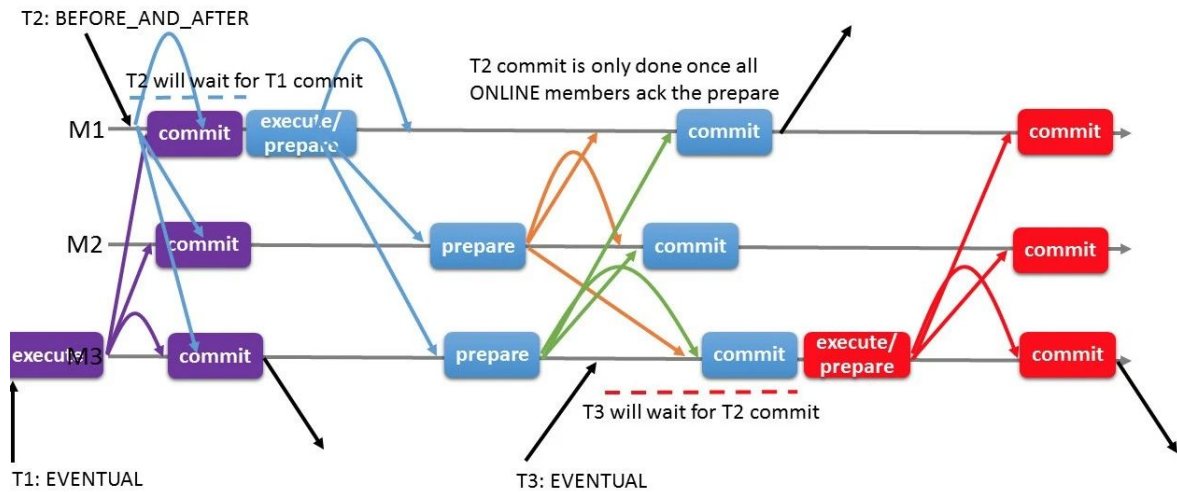 T2: BEFORE_AND_AFTER
T2 will wait for T1 commit
T2 commit is only done once all
ONLINE members ack the prepare
M1
commit
execute/
prepare
commit
commit
M2
commit
prepare
commit
commit
M3
execute
commit
prepare
commit
execute/
prepare
commit
T3 will wait for T2 commit
T1: EVENTUAL
T3: EVENTUAL